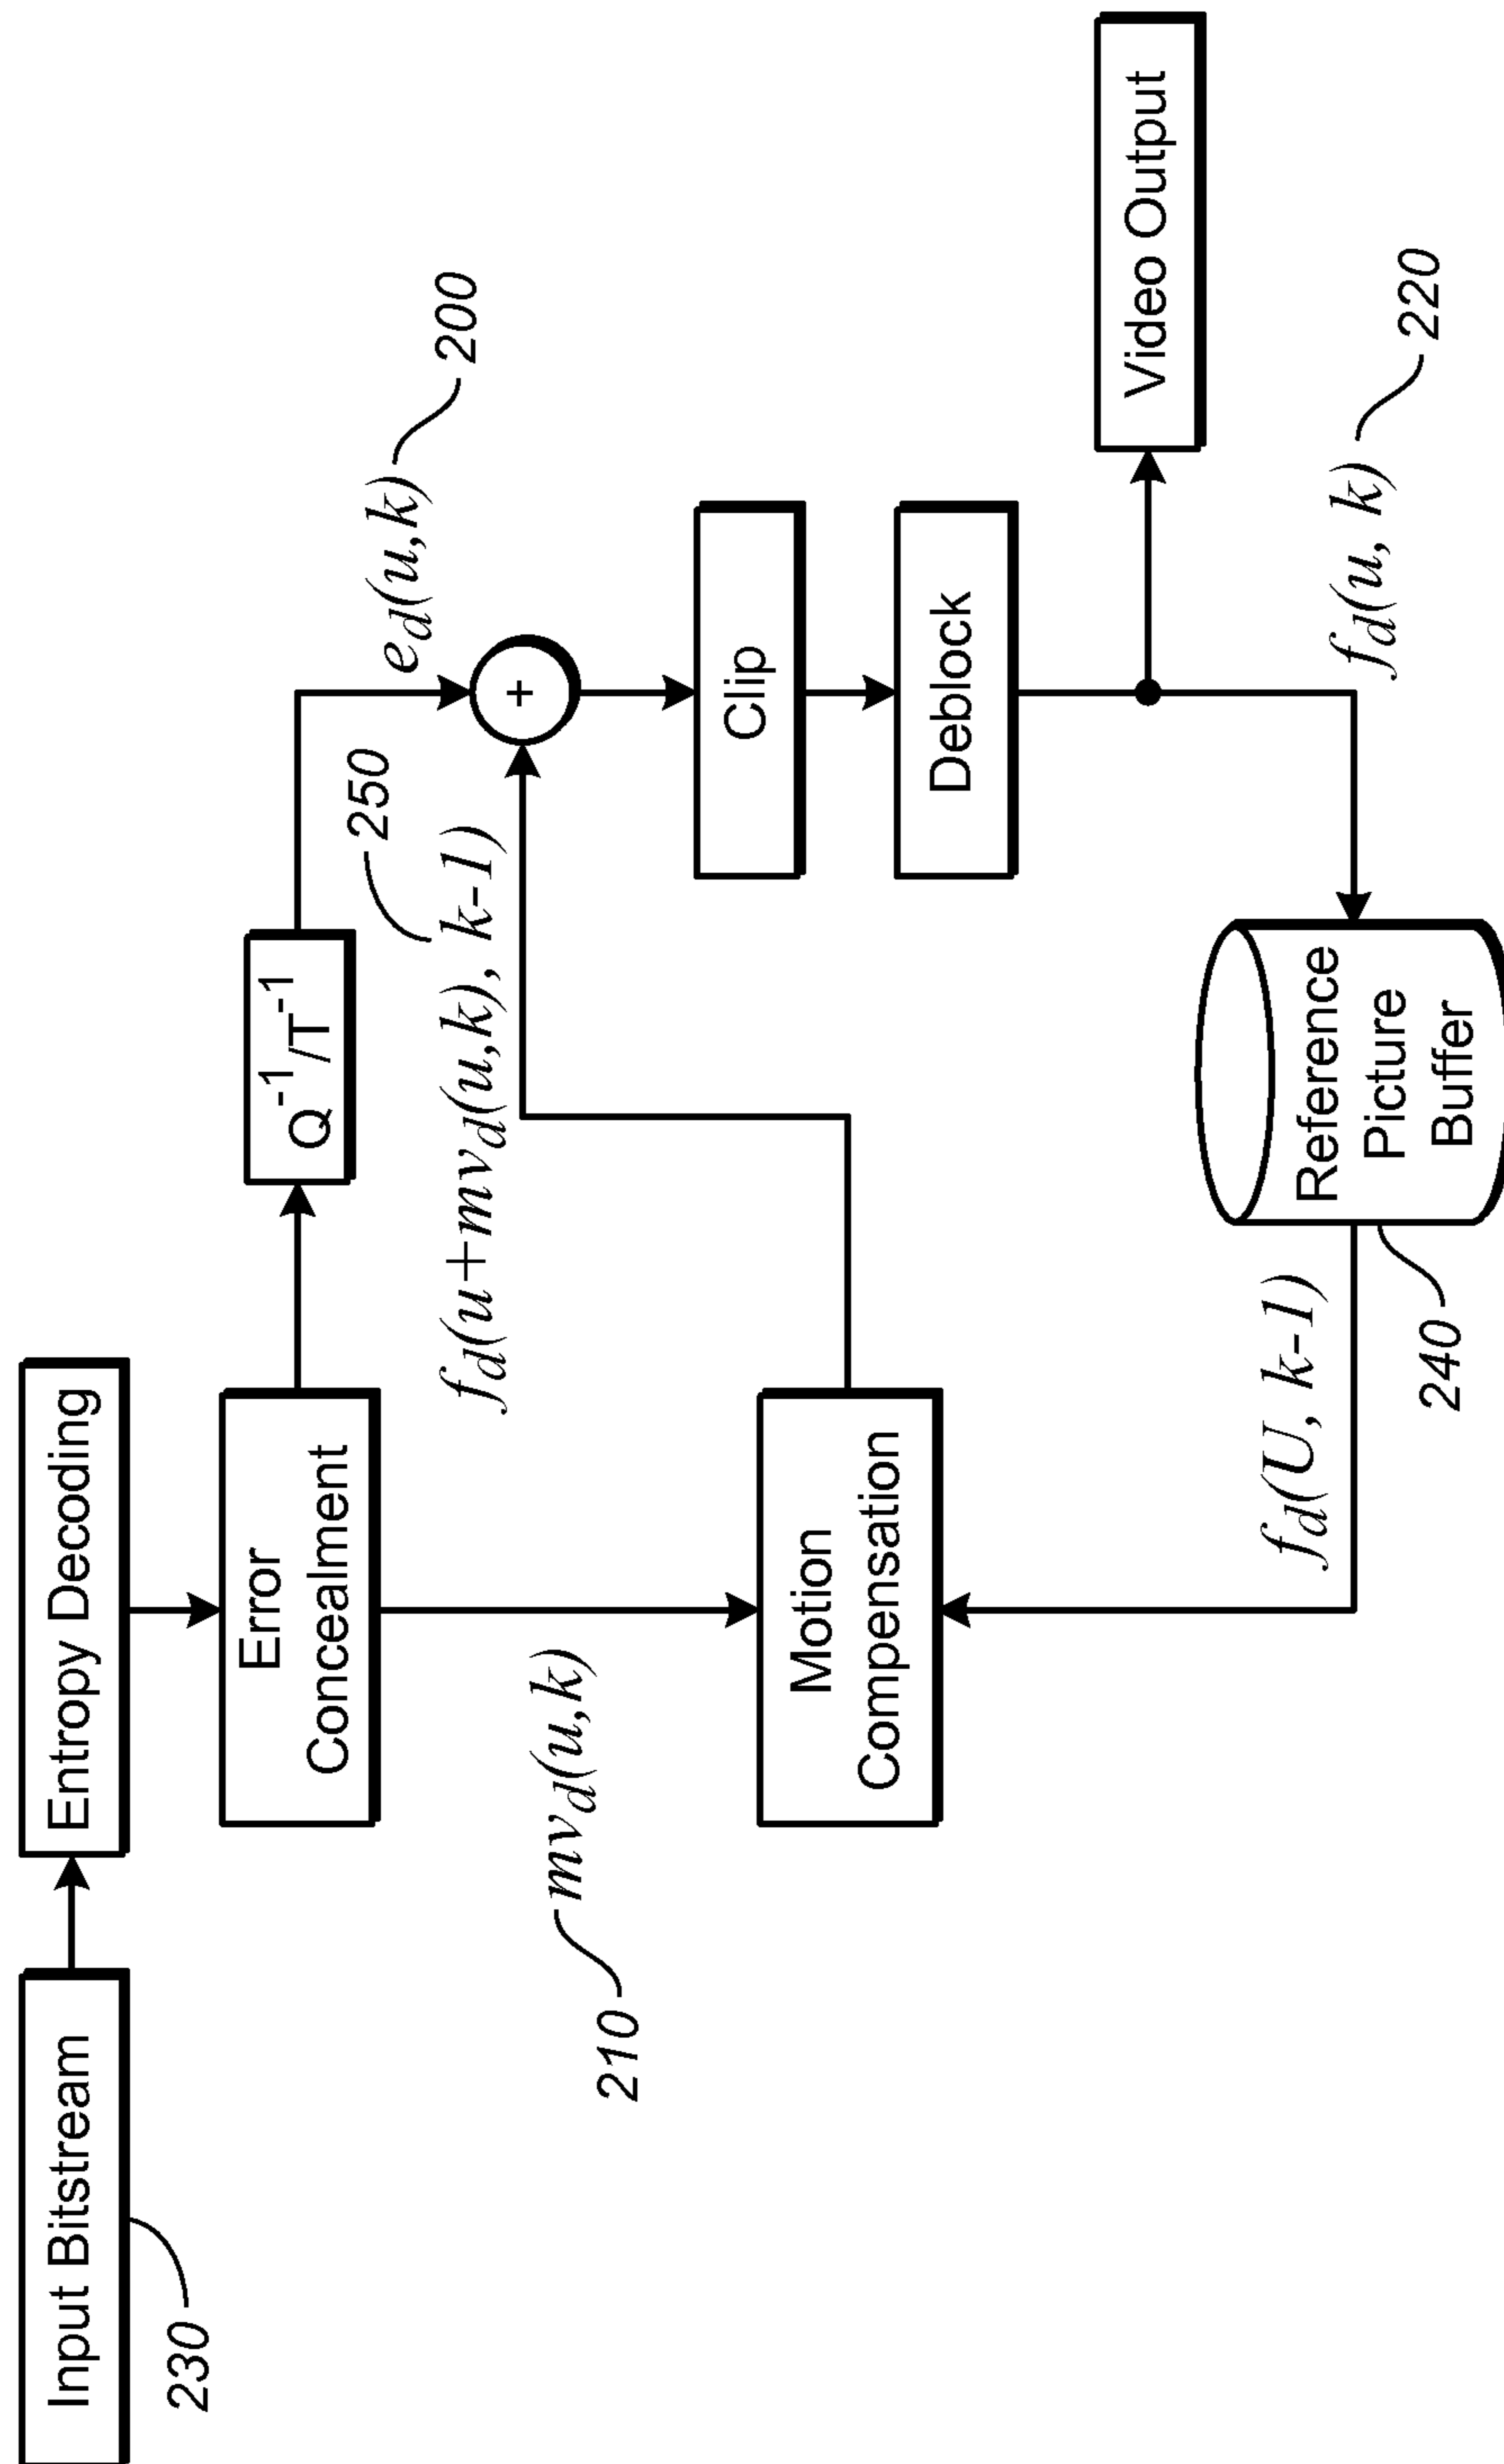 Input Bitstream
230
Entropy Decoding
Error
Concealment
Q⁻¹/T⁻¹
e_d(u,k)
200
250
f_d(u+mv_d(u,k), k-1)
+
mv_d(u,k)
210
Clip
Motion
Compensation
Deblock
Video Output
f_d(U, k-1)
240
Reference
Picture
Buffer
f_d(u, k)
220